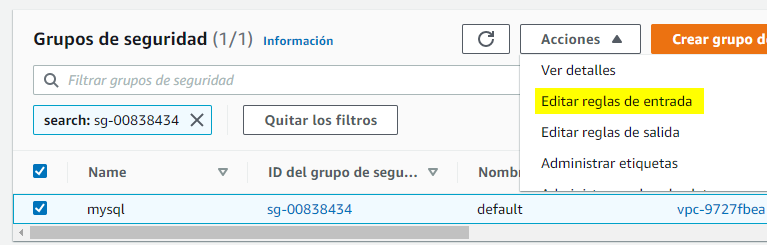 Grupos de seguridad (1/1) Información
Acciones
Crear grupo de
Filtrar grupos de seguridad
Ver detalles
Editar reglas de entrada
search: sg-00838434
Quitar los filtros
Editar reglas de salida
Administrar etiquetas
Name
ID del grupo de segu...
mysql
sg-00838434
default
vpc-9727fbea